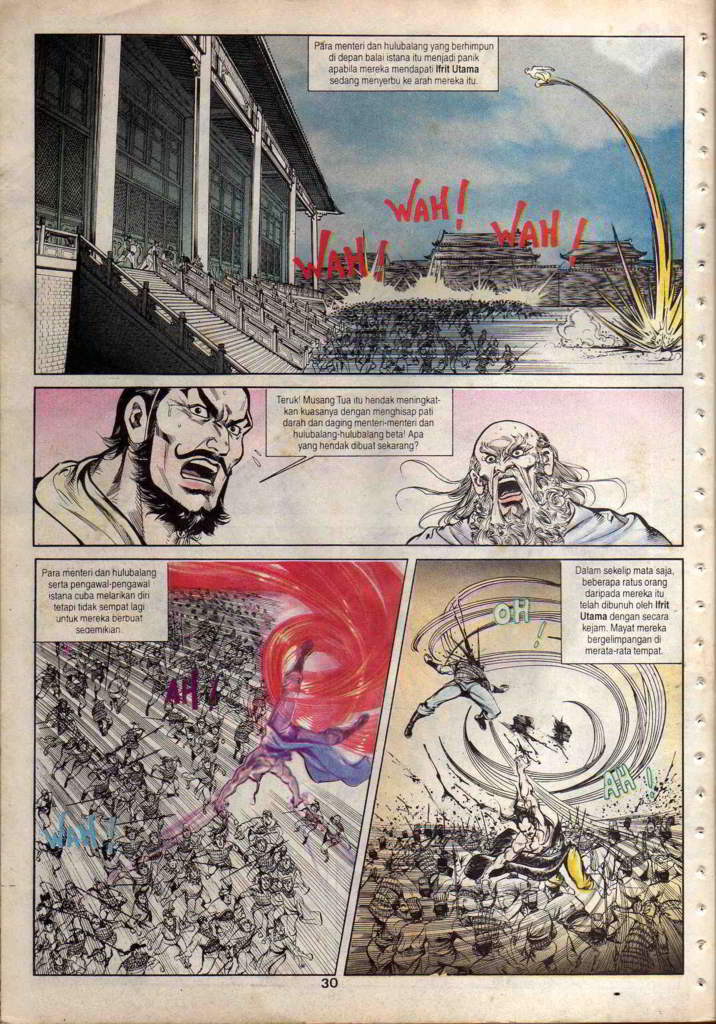 Para menteri dan hulubalang yang berhimpun
di depan balai istana itu menjadi panik
apabila mereka mendapati Ifrit Utama
sedang menyerbu ke arah mereka itu.
WAH!
WAH!
WAH!
Teruk! Musang Tua itu hendak meningkat-
kan kuasanya dengan menghisap pati
darah dan daging menteri-menteri dan
hulubalang-hulubalang beta! Apa
yang hendak dibuat sekarang?
Para menteri dan hulubalang
serta pengawal-pengawal
istana cuba melarikan diri
tetapi tidak sempat lagi
untuk mereka berbuat
sedemikian.
AH!
WAH!
Dalam sekelip mata saja,
beberapa ratus orang
daripada mereka itu
telah dibunuh oleh Ifrit
Utama dengan secara
kejam. Mayat mereka
bergelimpangan di
merata-rata tempat.
OH!
AH!
30